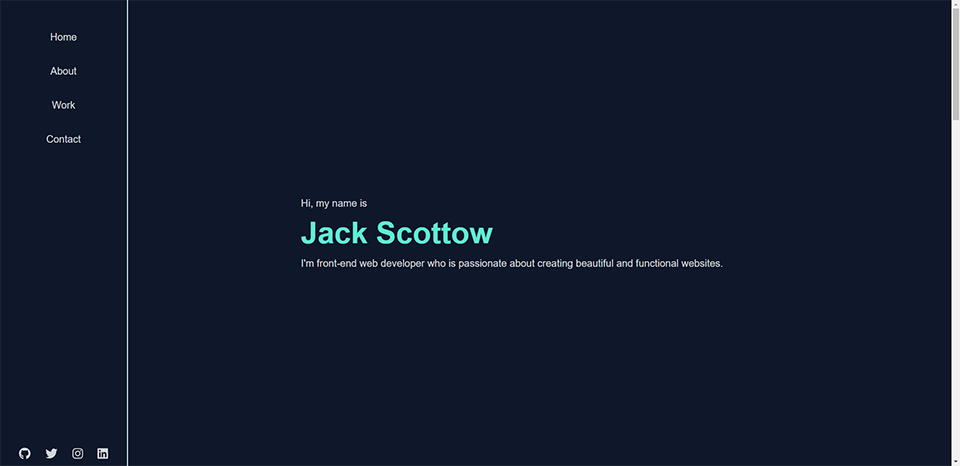 Home
About
Work
Contact
Hi, my name is
Jack Scottow
I'm front-end web developer who is passionate about creating beautiful and functional websites.